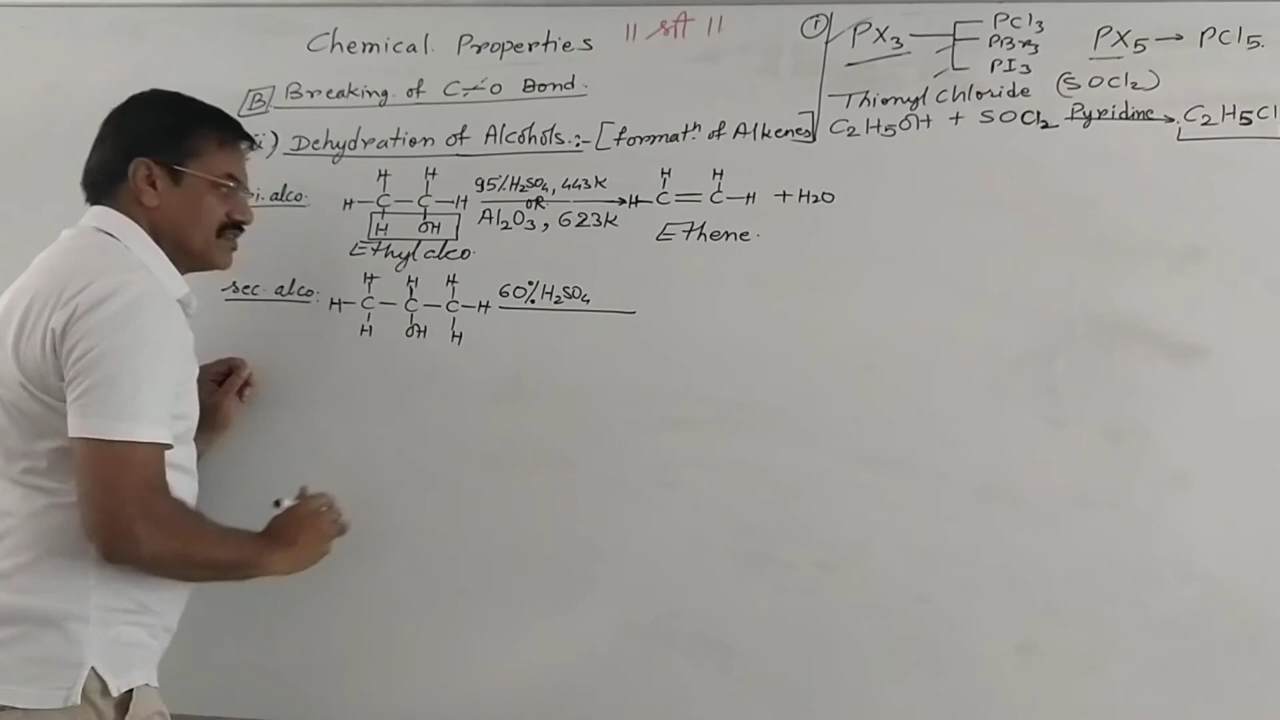 Chemical Properties
B Breaking of C–O Bond.
ii) Dehydration of Alcohols.:- [formatⁿ of Alkenes]
i. alco.
H H
H–C–C–H
H OH
Ethyl alco.
95% H2SO4, 443K
OR
Al2O3, 623K
H H
H–C=C–H + H2O
Ethene.
sec. alco:
H H H
H–C–C–C–H 60% H2SO4
H OH H
① PX3
PCl3
PBr3
PI3
PX5 → PCl5.
Thionyl Chloride (SOCl2)
C2H5OH + SOCl2 Pyridine → C2H5Cl